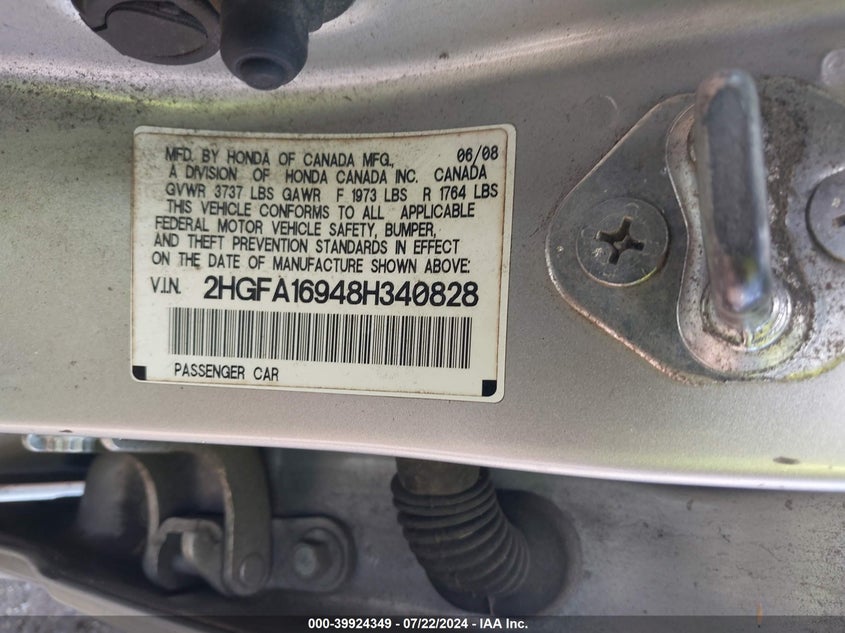 MFD. BY HONDA OF CANADA MFG., 06/08
A DIVISION OF HONDA CANADA INC. CANADA
GVWR 3737 LBS GAWR F 1973 LBS R 1764 LBS
THIS VEHICLE CONFORMS TO ALL APPLICABLE
FEDERAL MOTOR VEHICLE SAFETY, BUMPER,
AND THEFT PREVENTION STANDARDS IN EFFECT
ON THE DATE OF MANUFACTURE SHOWN ABOVE:
V.I.N. 2HGFA16948H340828
PASSENGER CAR
000-39924349 - 07/22/2024 - IAA Inc.